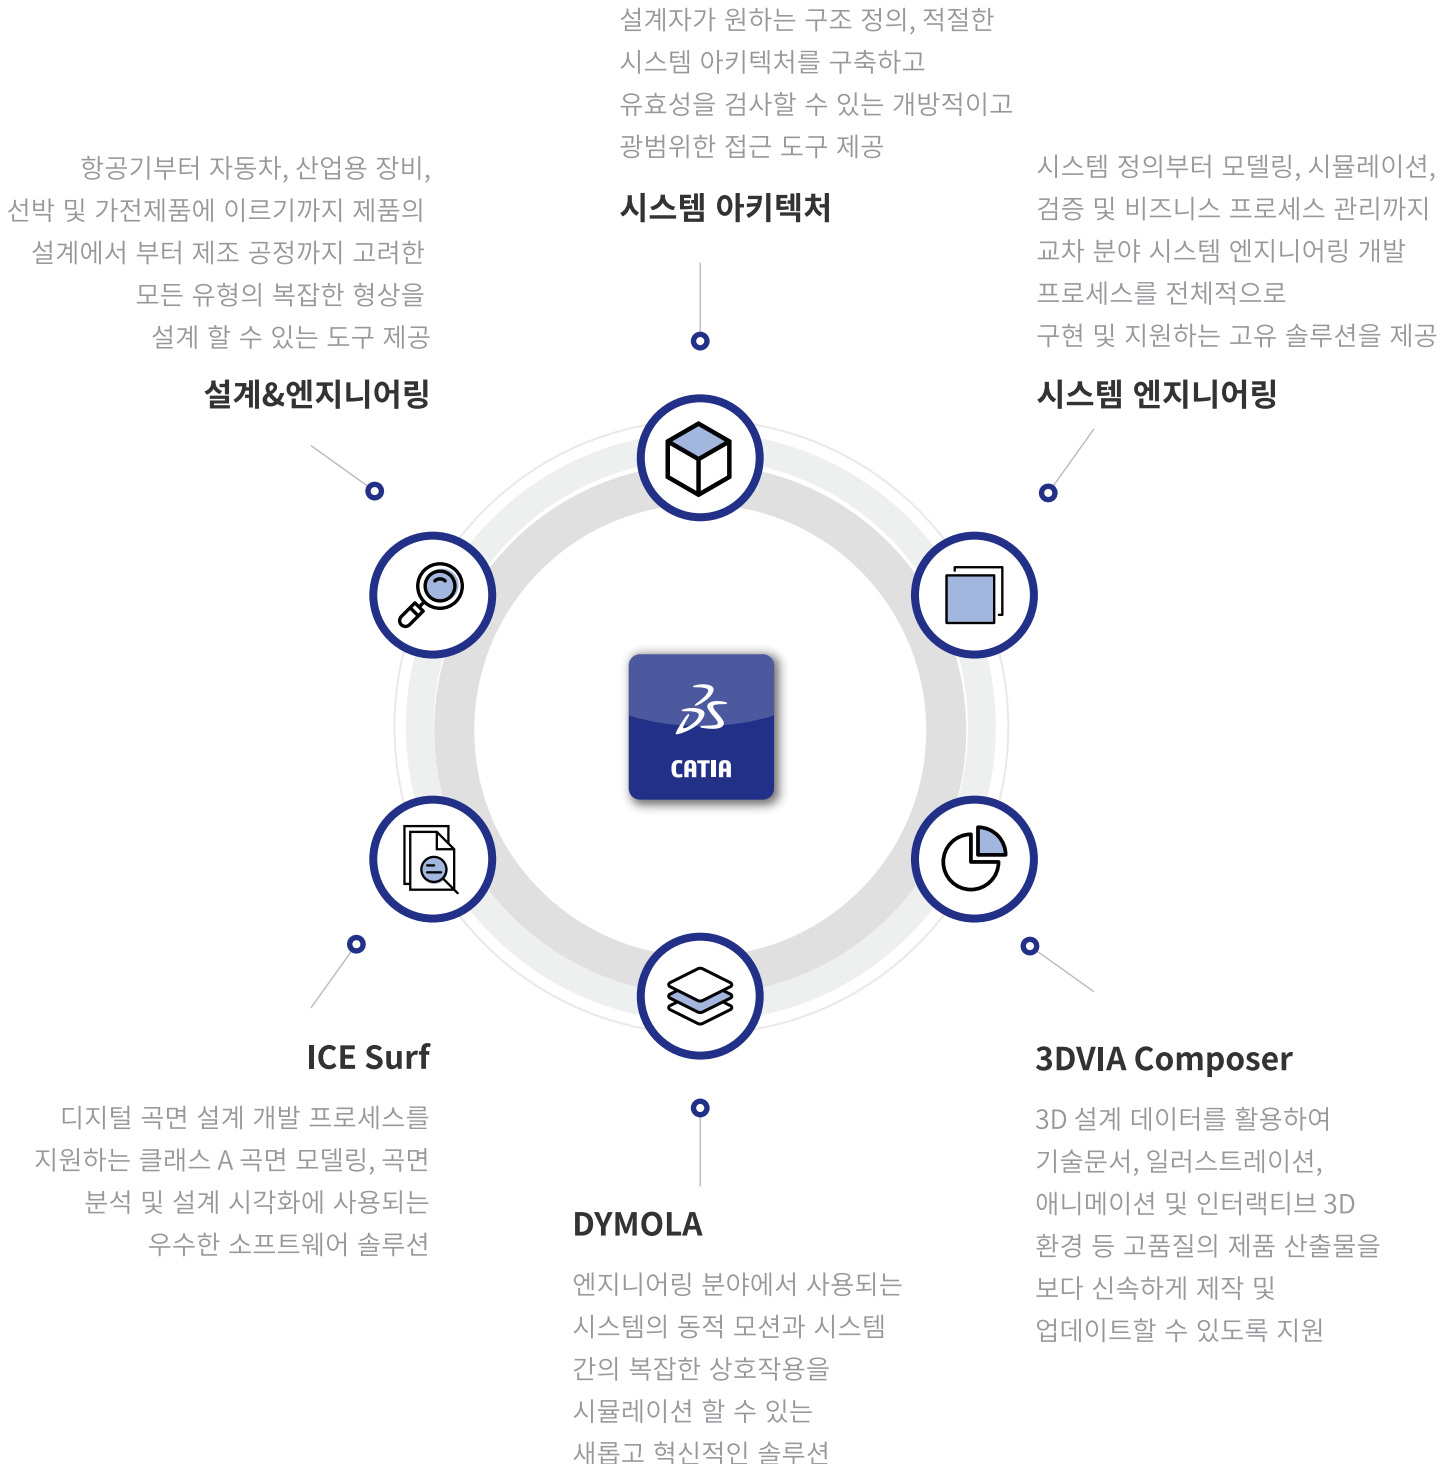 설계자가 원하는 구조 정의, 적절한
시스템 아키텍처를 구축하고
유효성을 검사할 수 있는 개방적이고
광범위한 접근 도구 제공
시스템 아키텍처
항공기부터 자동차, 산업용 장비,
선박 및 가전제품에 이르기까지 제품의
설계에서 부터 제조 공정까지 고려한
모든 유형의 복잡한 형상을
설계 할 수 있는 도구 제공
설계&엔지니어링
시스템 정의부터 모델링, 시뮬레이션,
검증 및 비즈니스 프로세스 관리까지
교차 분야 시스템 엔지니어링 개발
프로세스를 전체적으로
구현 및 지원하는 고유 솔루션을 제공
시스템 엔지니어링
3DS
CATIA
ICE Surf
디지털 곡면 설계 개발 프로세스를
지원하는 클래스 A 곡면 모델링, 곡면
분석 및 설계 시각화에 사용되는
우수한 소프트웨어 솔루션
DYMOLA
엔지니어링 분야에서 사용되는
시스템의 동적 모션과 시스템
간의 복잡한 상호작용을
시뮬레이션 할 수 있는
새롭고 혁신적인 솔루션
3DVIA Composer
3D 설계 데이터를 활용하여
기술문서, 일러스트레이션,
애니메이션 및 인터랙티브 3D
환경 등 고품질의 제품 산출물을
보다 신속하게 제작 및
업데이트할 수 있도록 지원